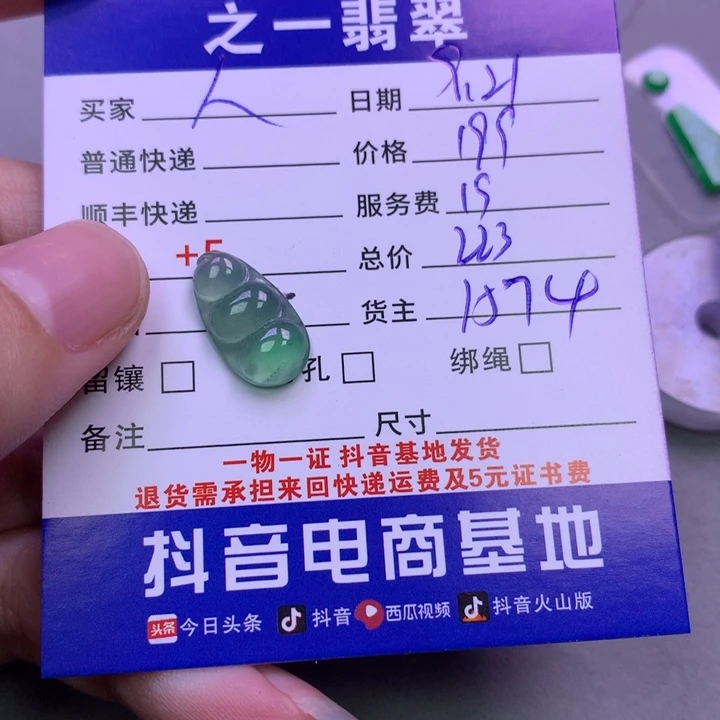 之一翡翠
买家 人 日期 9.21
普通快递 价格 195
顺丰快递 服务费 15
+5 总价 223
货主 1074
留镶 孔 绑绳
备注 尺寸
一物一证 抖音基地发货
退货需承担来回快递运费及5元证书费
抖音电商基地
头条 今日头条 抖音 西瓜视频 抖音火山版